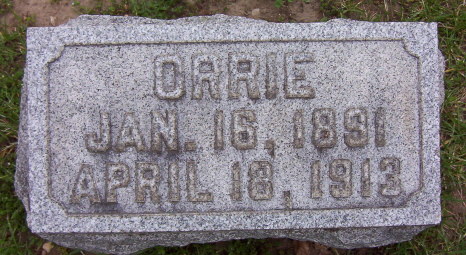 ORRIE
JAN. 16, 1891
APRIL 18, 1913